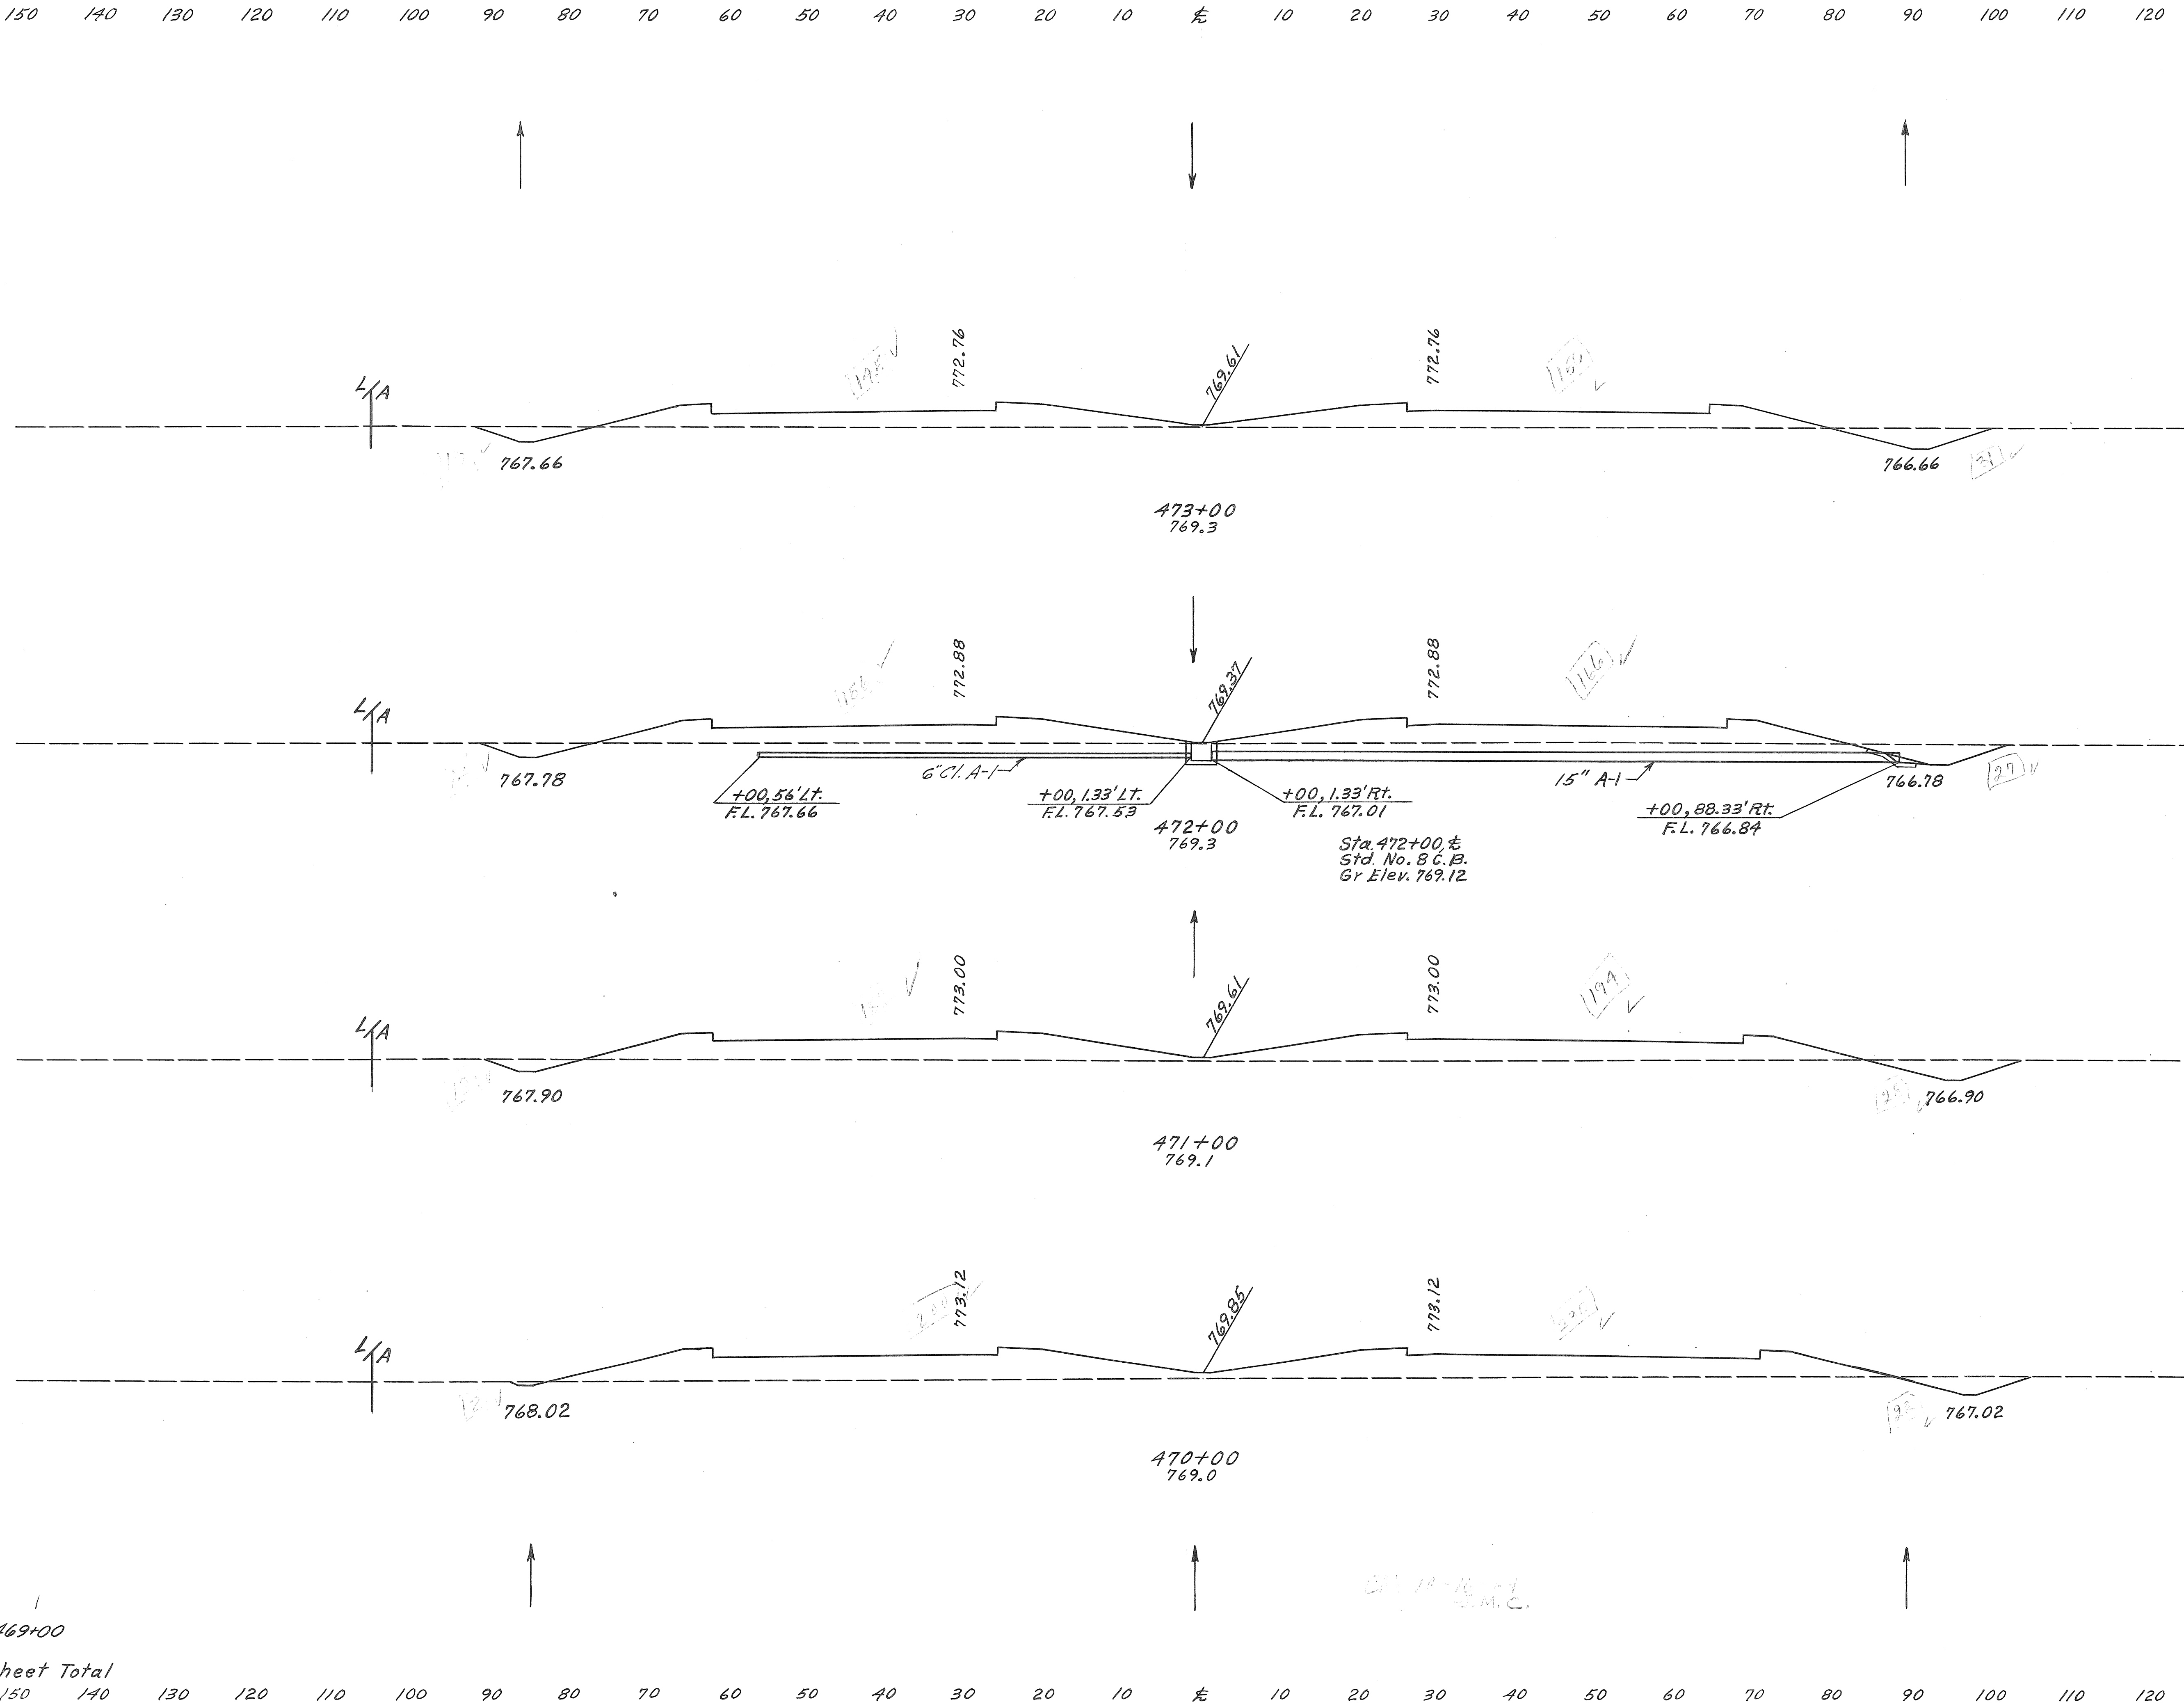 150 140 130 120 110 100 90 80 70 60 50 40 30 20 10 ℄ 10 20 30 40 50 60 70 80 90 100 110 120
772.76 769.61 772.76
L/A
767.66 766.66 31
473+00
769.3
772.88 769.37 772.88 166
L/A
767.78 6" Cl. A-1 15" A-1 766.78 27
+00, 56' Lt.
F.L. 767.66
+00, 1.33' Lt.
F.L. 767.53
+00, 1.33' Rt.
F.L. 767.01
+00, 88.33' Rt.
F.L. 766.84
472+00
769.3
Sta. 472+00, ℄
Std. No. 8 C.B.
Gr Elev. 769.12
773.00 769.61 773.00 194
L/A
767.90 766.90
471+00
769.1
773.12 769.85 773.12
L/A
768.02 767.02
470+00
769.0
M.C.
469+00
heet Total
150 140 130 120 110 100 90 80 70 60 50 40 30 20 10 ℄ 10 20 30 40 50 60 70 80 90 100 110 120